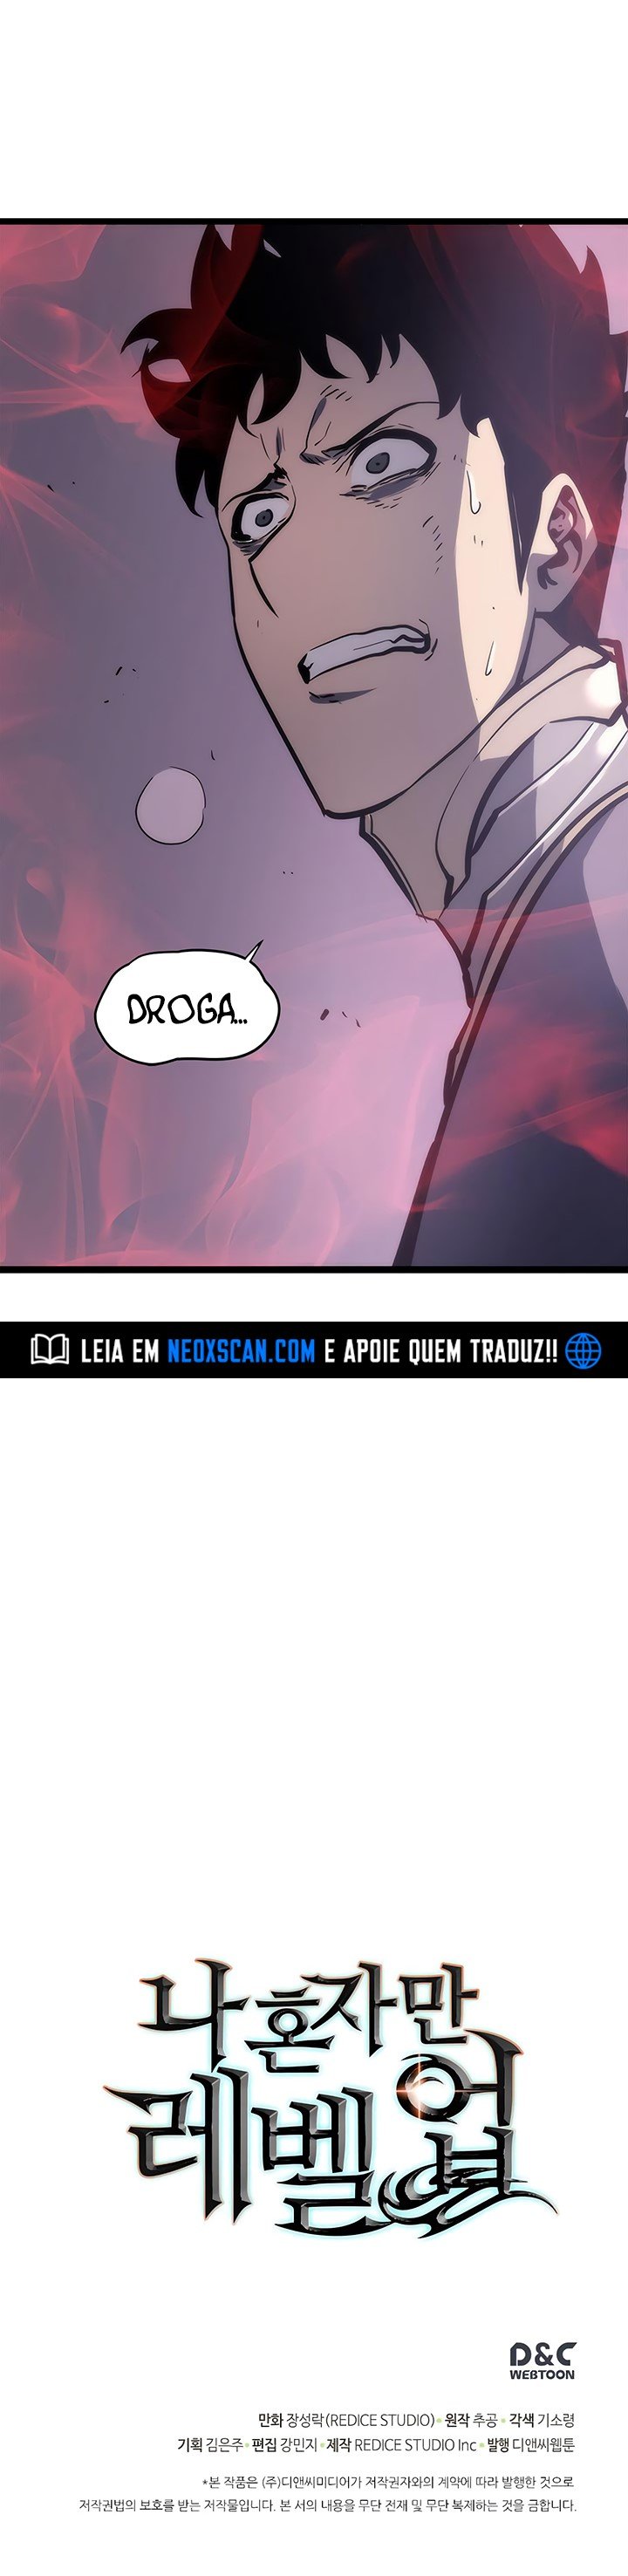 DROGA...
LEIA EM NEOXSCAN.COM E APOIE QUEM TRADUZ!!
나 혼자만
레벨업
D&C
WEBTOON
만화 장성락(REDICE STUDIO) • 원작 추공 • 각색 기소령
기획 김은주 • 편집 강민지 • 제작 REDICE STUDIO Inc • 발행 디앤씨웹툰
*본 작품은 (주)디앤씨미디어가 저작권자와의 계약에 따라 발행한 것으로
저작권법의 보호를 받는 저작물입니다. 본 서의 내용을 무단 전재 및 무단 복제하는 것을 금합니다.